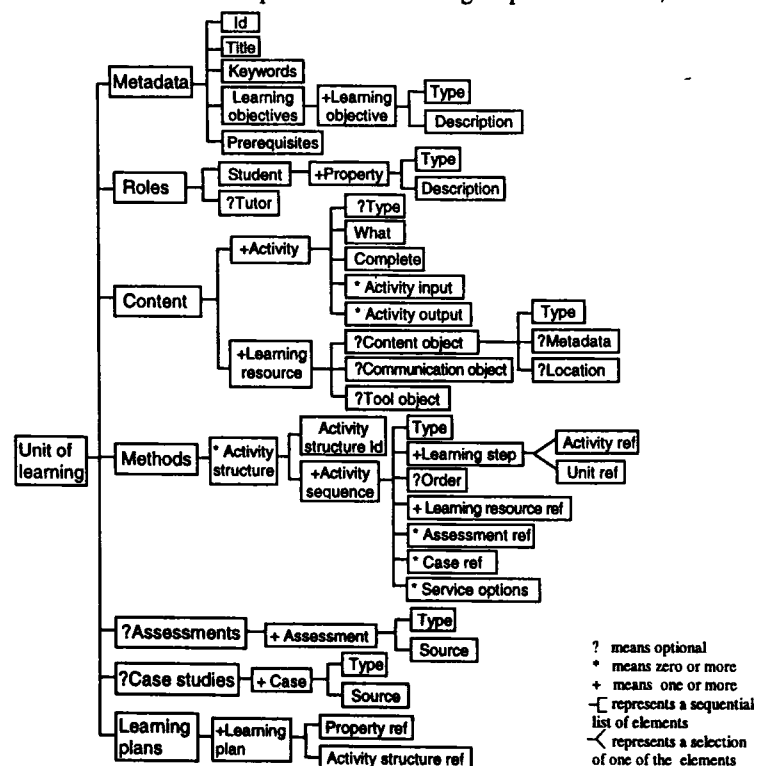 Id
Title
Metadata
Keywords
Learning
objectives
+Learning
objective
Type
Description
Prerequisites
Roles
Student
+Property
Type
Description
?Tutor
Content
+Activity
?Type
What
Complete
* Activity input
* Activity output
+Learning
resource
?Content object
Type
?Metadata
?Location
?Communication object
?Tool object
Unit of
learning
Methods
* Activity
structure
Activity
structure id
+Activity
sequence
Type
+Learning step
Activity ref
Unit ref
?Order
+ Learning resource ref
* Assessment ref
* Case ref
* Service options
?Assessments
+ Assessment
Type
Source
?Case studies
+ Case
Type
Source
Learning
plans
+Learning
plan
Property ref
Activity structure ref
? means optional
* means zero or more
+ means one or more
represents a sequential
list of elements
represents a selection
of one of the elements